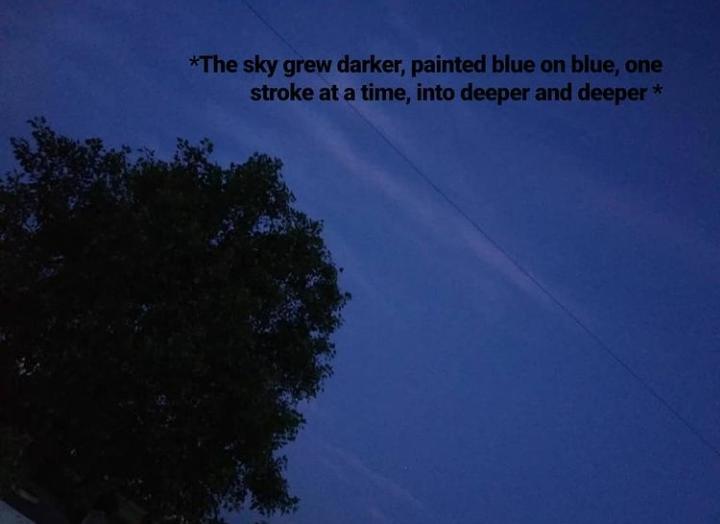 *The sky grew darker, painted blue on blue, one
stroke at a time, into deeper and deeper *